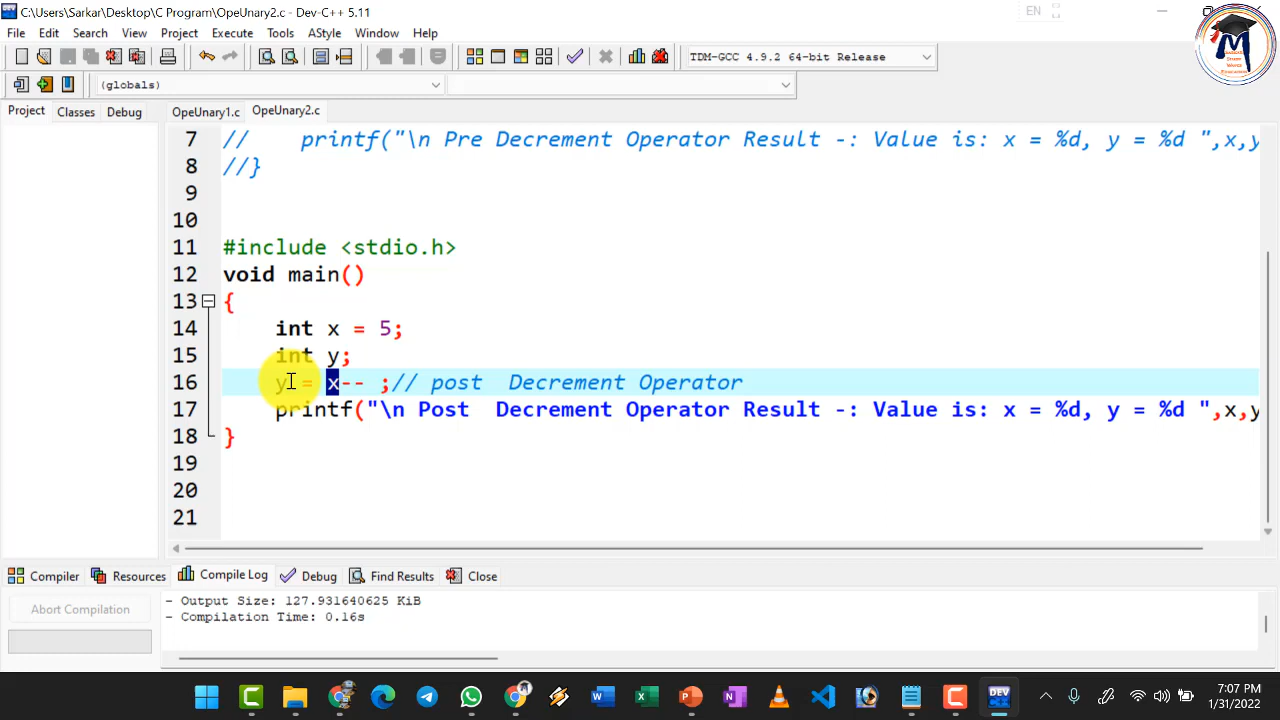 C:\Users\Sarkar\Desktop\C Program\OpeUnary2.c - Dev-C++ 5.11
EN
File Edit Search View Project Execute Tools AStyle Window Help
TDM-GCC 4.9.2 64-bit Release
(globals)
Project Classes Debug OpeUnary1.c OpeUnary2.c
7 // printf("\n Pre Decrement Operator Result -: Value is: x = %d, y = %d ",x,y
8 //}
9
10
11 #include <stdio.h>
12 void main()
13 {
14 int x = 5;
15 int y;
16 y = x-- ;// post Decrement Operator
17 printf("\n Post Decrement Operator Result -: Value is: x = %d, y = %d ",x,y
18 }
19
20
21
Compiler Resources Compile Log Debug Find Results Close
Abort Compilation
- Output Size: 127.931640625 KiB
- Compilation Time: 0.16s
DEV
7:07 PM
1/31/2022